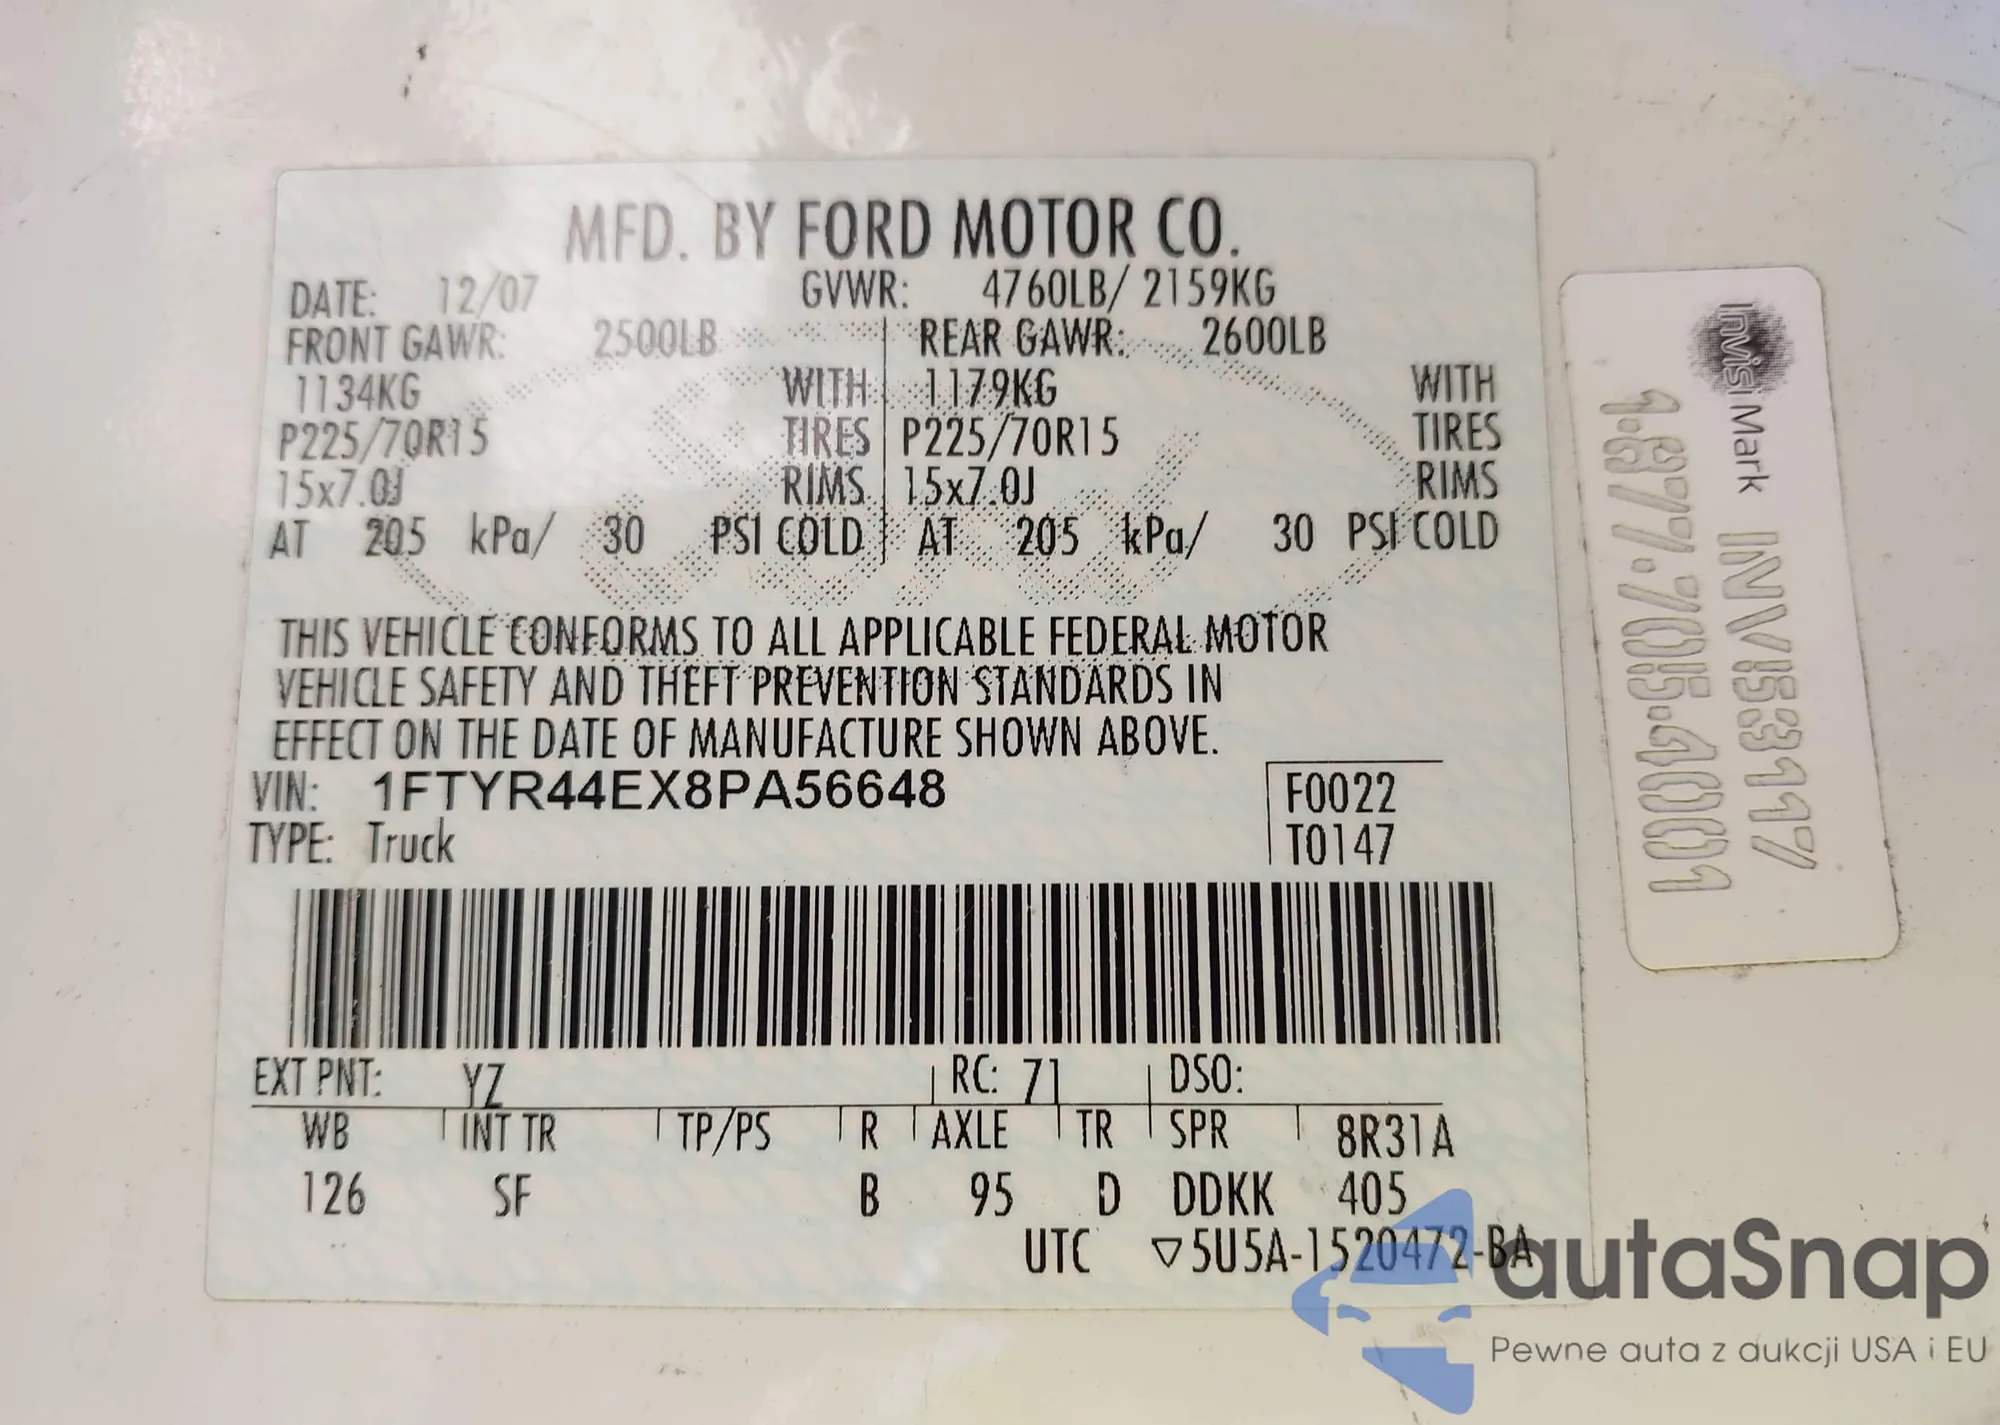 MFD. BY FORD MOTOR CO.
DATE: 12/07 GVWR: 4760LB/ 2159KG
FRONT GAWR: 2500LB REAR GAWR: 2600LB
1134KG WITH 1179KG WITH
P225/70R15 TIRES P225/70R15 TIRES
15x7.0J RIMS 15x7.0J RIMS
AT 205 kPa/ 30 PSI COLD AT 205 kPa/ 30 PSI COLD
THIS VEHICLE CONFORMS TO ALL APPLICABLE FEDERAL MOTOR
VEHICLE SAFETY AND THEFT PREVENTION STANDARDS IN
EFFECT ON THE DATE OF MANUFACTURE SHOWN ABOVE.
VIN: 1FTYR44EX8PA56648 F0022
TYPE: Truck T0147
EXT PNT: YZ RC: 71 DSO:
WB INT TR TP/PS R AXLE TR SPR 8R31A
126 SF B 95 D DDKK 405
UTC ▽5U5A-1520472-BA
InvisiMark INV53117
1.877.705.4001
autaSnap
Pewne auta z aukcji USA i EU